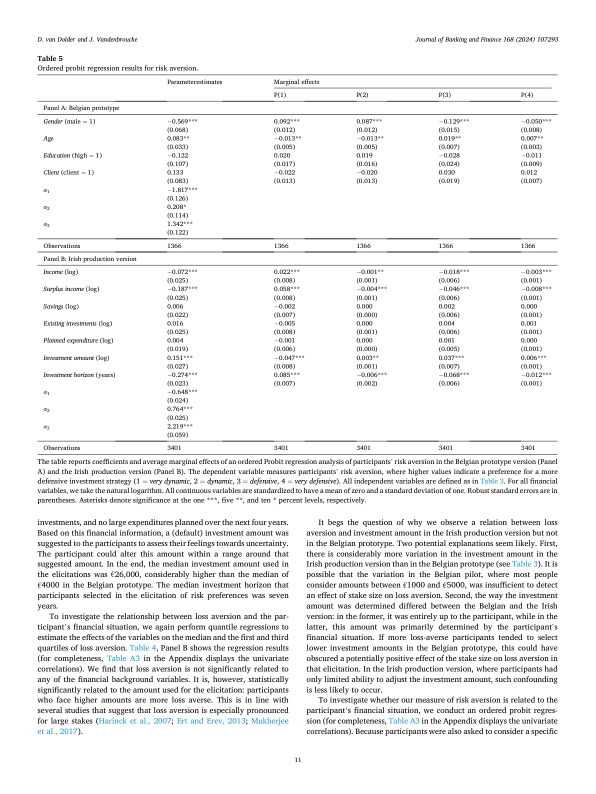 D. van Dolder and J. Vandenbroucke
Journal of Banking and Finance 168 (2024) 107293
Table 5
Ordered probit regression results for risk aversion.
Parameterestimates Marginal effects
P(1) P(2) P(3) P(4)
Panel A: Belgian prototype
Gender (male = 1) −0.569*** 0.092*** 0.087*** −0.129*** −0.050***
(0.068) (0.012) (0.012) (0.015) (0.008)
Age 0.083** −0.013** −0.013** 0.019** 0.007**
(0.033) (0.005) (0.005) (0.007) (0.003)
Education (high = 1) −0.122 0.020 0.019 −0.028 −0.011
(0.107) (0.017) (0.016) (0.024) (0.009)
Client (client = 1) 0.133 −0.022 −0.020 0.030 0.012
(0.083) (0.013) (0.013) (0.019) (0.007)
α1 −1.817***
(0.126)
α2 0.208*
(0.114)
α3 1.342***
(0.122)
Observations 1366 1366 1366 1366 1366
Panel B: Irish production version
Income (log) −0.072*** 0.022*** −0.001** −0.018*** −0.003***
(0.025) (0.008) (0.001) (0.006) (0.001)
Surplus income (log) −0.187*** 0.058*** −0.004*** −0.046*** −0.008***
(0.025) (0.008) (0.001) (0.006) (0.001)
Savings (log) 0.006 −0.002 0.000 0.002 0.000
(0.022) (0.007) (0.000) (0.006) (0.001)
Existing investments (log) 0.016 −0.005 0.000 0.004 0.001
(0.025) (0.008) (0.001) (0.006) (0.001)
Planned expenditure (log) 0.004 −0.001 0.000 0.001 0.000
(0.019) (0.006) (0.000) (0.005) (0.001)
Investment amount (log) 0.151*** −0.047*** 0.003** 0.037*** 0.006***
(0.027) (0.008) (0.001) (0.007) (0.001)
Investment horizon (years) −0.274*** 0.085*** −0.006*** −0.068*** −0.012***
(0.023) (0.007) (0.002) (0.006) (0.001)
α1 −0.648***
(0.024)
α2 0.764***
(0.025)
α3 2.219***
(0.059)
Observations 3401 3401 3401 3401 3401
The table reports coefficients and average marginal effects of an ordered Probit regression analysis of participants' risk aversion in the Belgian prototype version (Panel
A) and the Irish production version (Panel B). The dependent variable measures participants' risk aversion, where higher values indicate a preference for a more
defensive investment strategy (1 = very dynamic, 2 = dynamic, 3 = defensive, 4 = very defensive). All independent variables are defined as in Table 3. For all financial
variables, we take the natural logarithm. All continuous variables are standardized to have a mean of zero and a standard deviation of one. Robust standard errors are in
parentheses. Asterisks denote significance at the one ***, five **, and ten * percent levels, respectively.
investments, and no large expenditures planned over the next four years.
Based on this financial information, a (default) investment amount was
suggested to the participants to assess their feelings towards uncertainty.
The participant could alter this amount within a range around that
suggested amount. In the end, the median investment amount used in
the elicitations was €26,000, considerably higher than the median of
€4000 in the Belgian prototype. The median investment horizon that
participants selected in the elicitation of risk preferences was seven
years.
To investigate the relationship between loss aversion and the par-
ticipant's financial situation, we again perform quantile regressions to
estimate the effects of the variables on the median and the first and third
quartiles of loss aversion. Table 4, Panel B shows the regression results
(for completeness, Table A3 in the Appendix displays the univariate
correlations). We find that loss aversion is not significantly related to
any of the financial background variables. It is, however, statistically
significantly related to the amount used for the elicitation: participants
who face higher amounts are more loss averse. This is in line with
several studies that suggest that loss aversion is especially pronounced
for large stakes (Harinck et al., 2007; Ert and Erev, 2013; Mukherjee
et al., 2017).
It begs the question of why we observe a relation between loss
aversion and investment amount in the Irish production version but not
in the Belgian prototype. Two potential explanations seem likely. First,
there is considerably more variation in the investment amount in the
Irish production version than in the Belgian prototype (see Table 3). It is
possible that the variation in the Belgian pilot, where most people
consider amounts between €1000 and €5000, was insufficient to detect
an effect of stake size on loss aversion. Second, the way the investment
amount was determined differed between the Belgian and the Irish
version: in the former, it was entirely up to the participant, while in the
latter, this amount was primarily determined by the participant's
financial situation. If more loss-averse participants tended to select
lower investment amounts in the Belgian prototype, this could have
obscured a potentially positive effect of the stake size on loss aversion in
that elicitation. In the Irish production version, where participants had
only limited ability to adjust the investment amount, such confounding
is less likely to occur.
To investigate whether our measure of risk aversion is related to the
participant's financial situation, we conduct an ordered probit regres-
sion (for completeness, Table A3 in the Appendix displays the univariate
correlations). Because participants were also asked to consider a specific
11